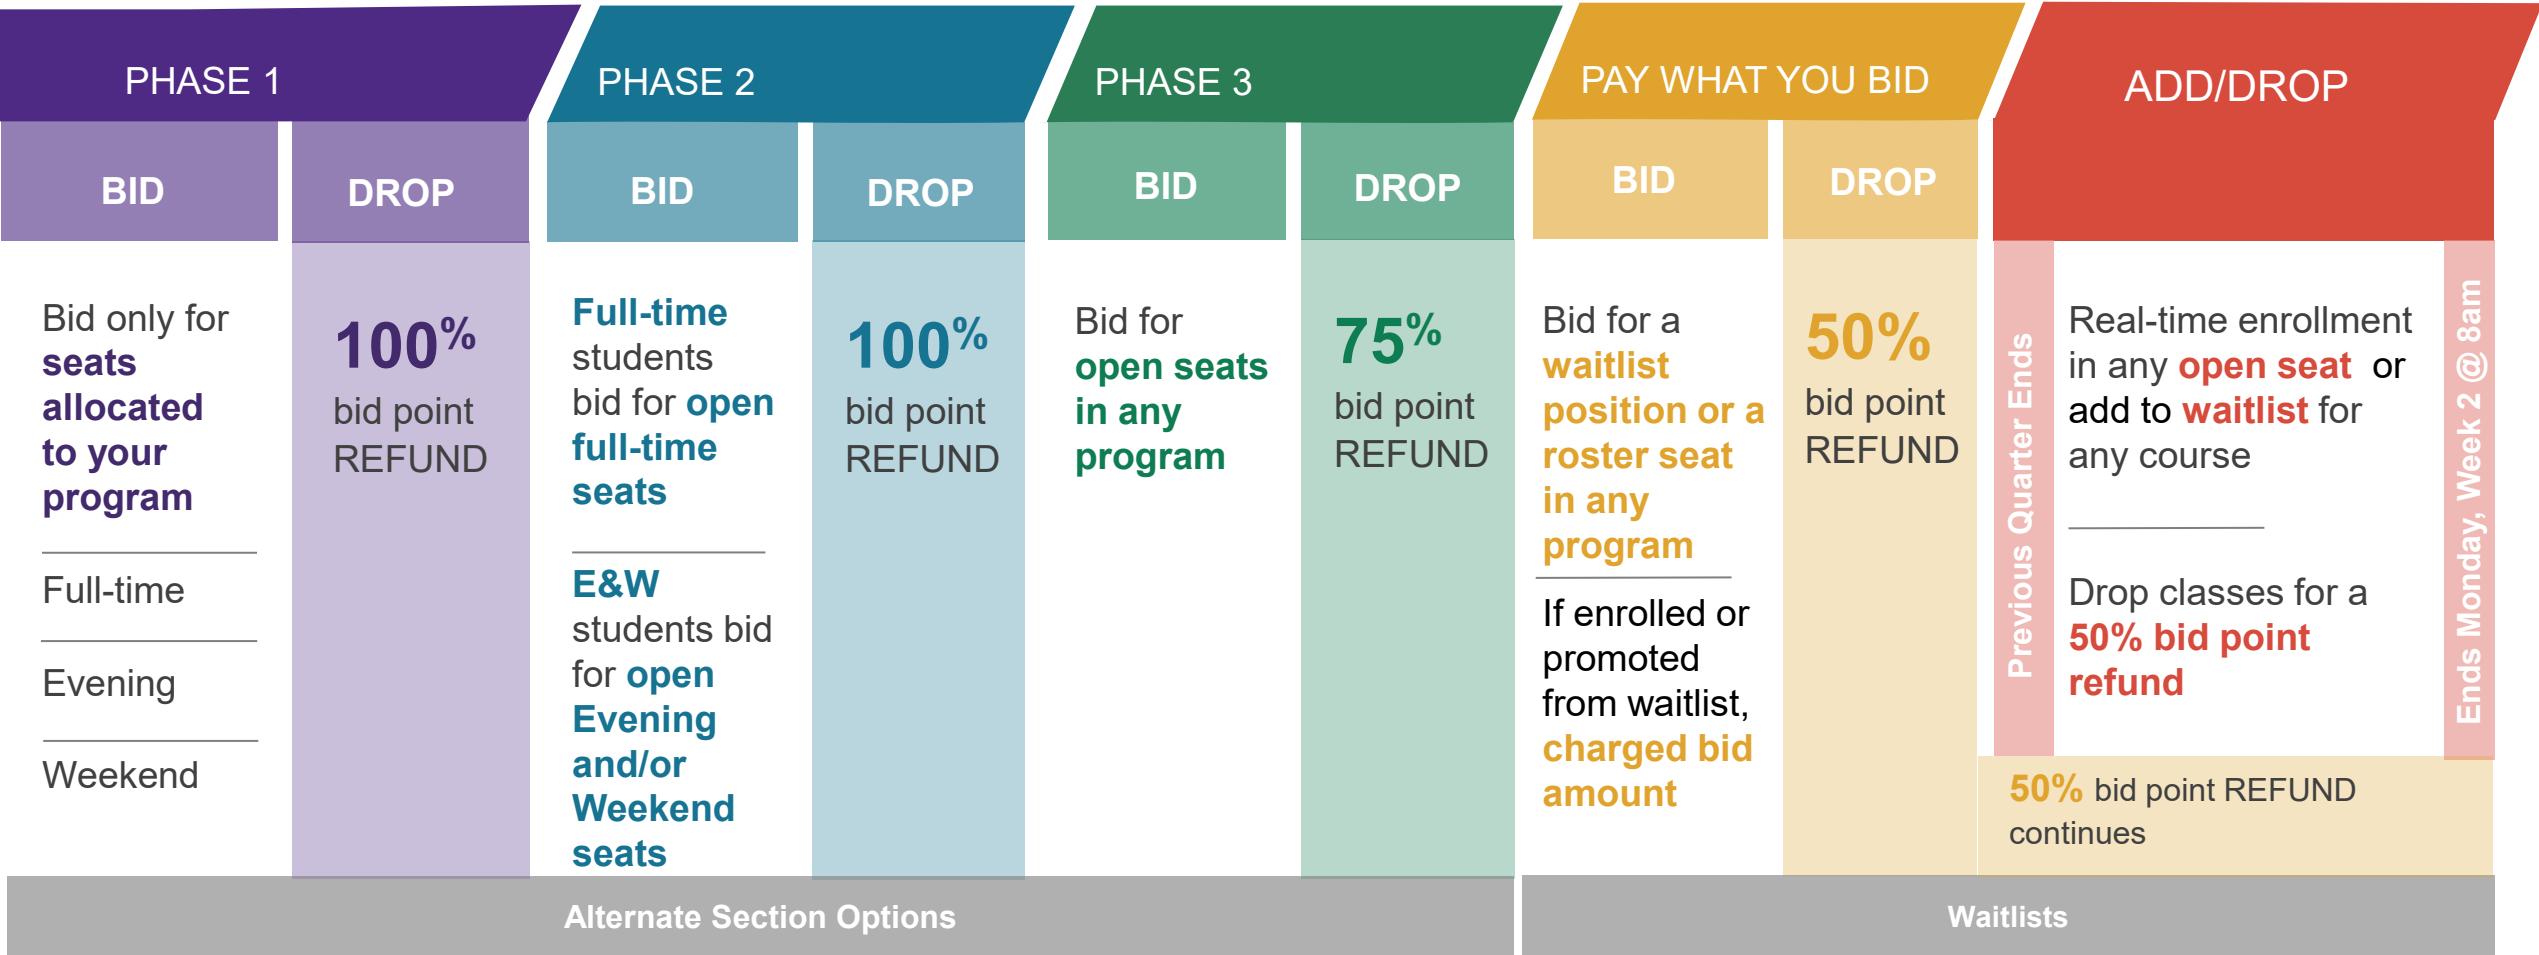 PHASE 1
BID
DROP
Bid only for
seats
allocated
to your
program
Full-time
Evening
Weekend
100%
bid point
REFUND
PHASE 2
BID
DROP
Full-time
students
bid for open
full-time
seats
E&W
students bid
for open
Evening
and/or
Weekend
seats
100%
bid point
REFUND
PHASE 3
BID
DROP
Bid for
open seats
in any
program
75%
bid point
REFUND
PAY WHAT YOU BID
BID
DROP
Bid for a
waitlist
position or a
roster seat
in any
program
If enrolled or
promoted
from waitlist,
charged bid
amount
50%
bid point
REFUND
ADD/DROP
Previous Quarter Ends
Real-time enrollment
in any open seat or
add to waitlist for
any course
Drop classes for a
50% bid point
refund
Ends Monday, Week 2 @ 8am
50% bid point REFUND
continues
Alternate Section Options
Waitlists